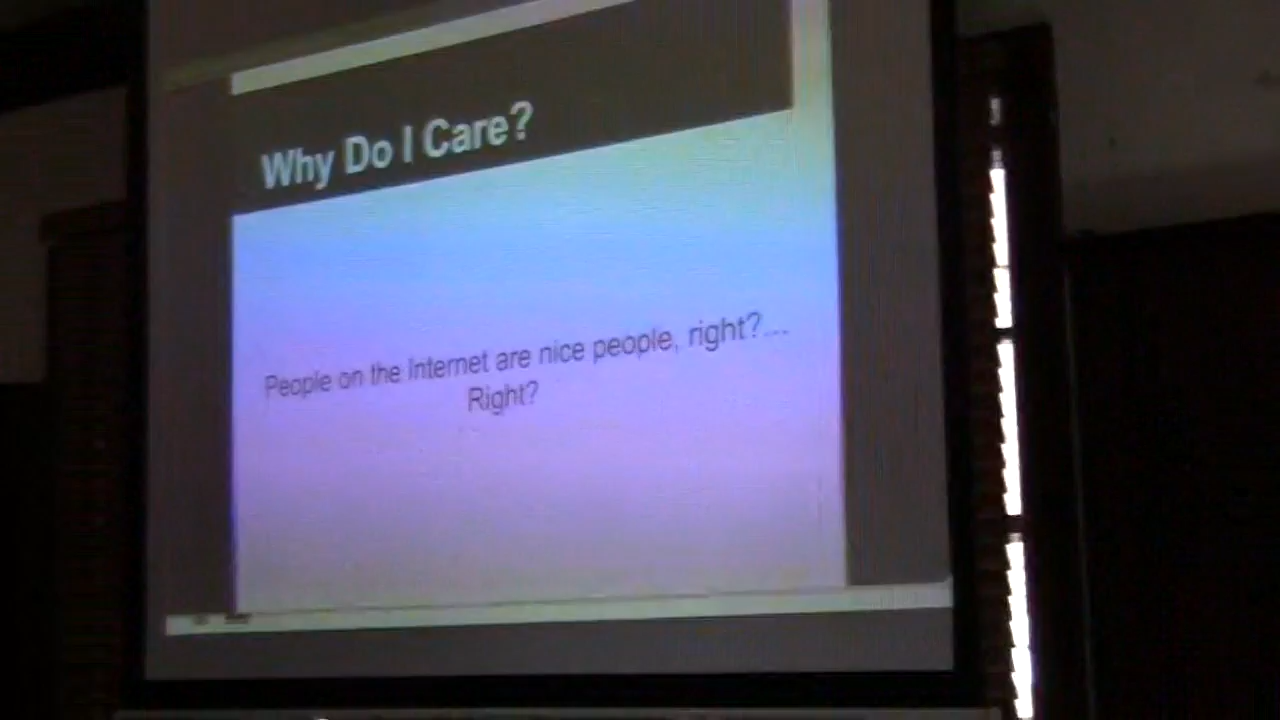 Why Do I Care?
People on the Internet are nice people, right?...
Right?